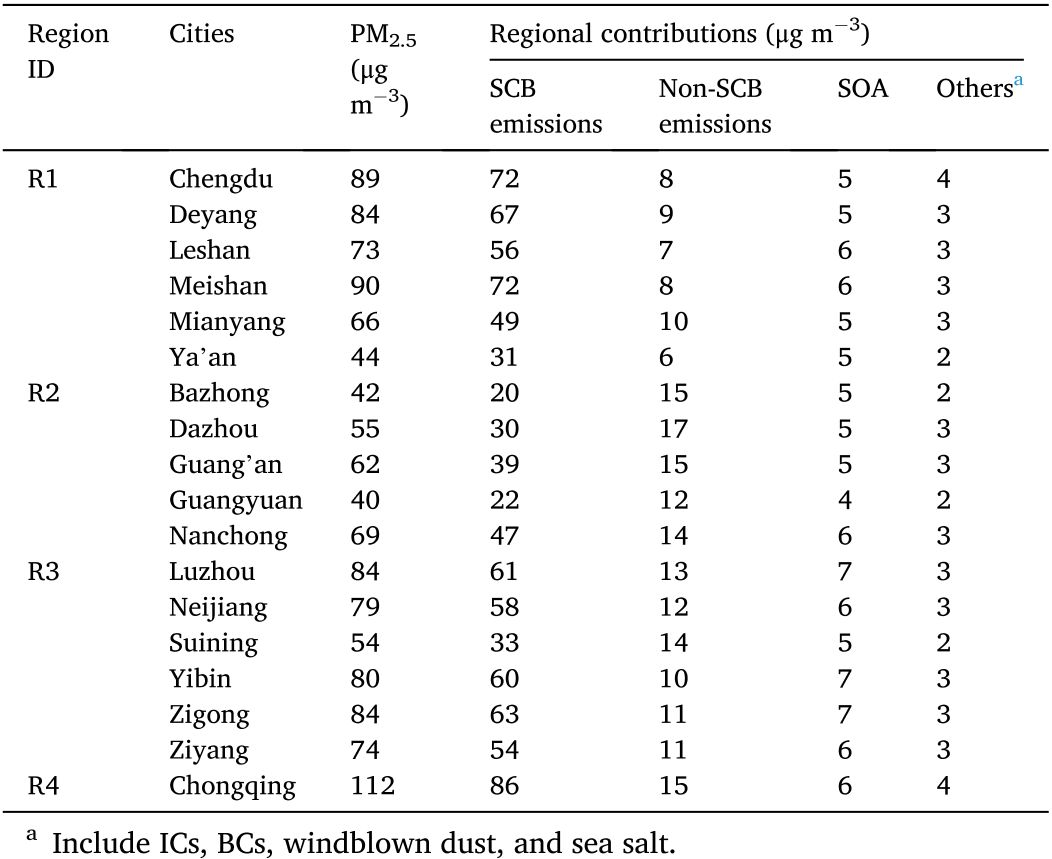 Region Cities PM2.5 Regional contributions (μg m−3)
ID (μg
m−3) SCB Non-SCB SOA Othersa
emissions emissions
R1 Chengdu 89 72 8 5 4
Deyang 84 67 9 5 3
Leshan 73 56 7 6 3
Meishan 90 72 8 6 3
Mianyang 66 49 10 5 3
Ya’an 44 31 6 5 2
R2 Bazhong 42 20 15 5 2
Dazhou 55 30 17 5 3
Guang’an 62 39 15 5 3
Guangyuan 40 22 12 4 2
Nanchong 69 47 14 6 3
R3 Luzhou 84 61 13 7 3
Neijiang 79 58 12 6 3
Suining 54 33 14 5 2
Yibin 80 60 10 7 3
Zigong 84 63 11 7 3
Ziyang 74 54 11 6 3
R4 Chongqing 112 86 15 6 4
a Include ICs, BCs, windblown dust, and sea salt.